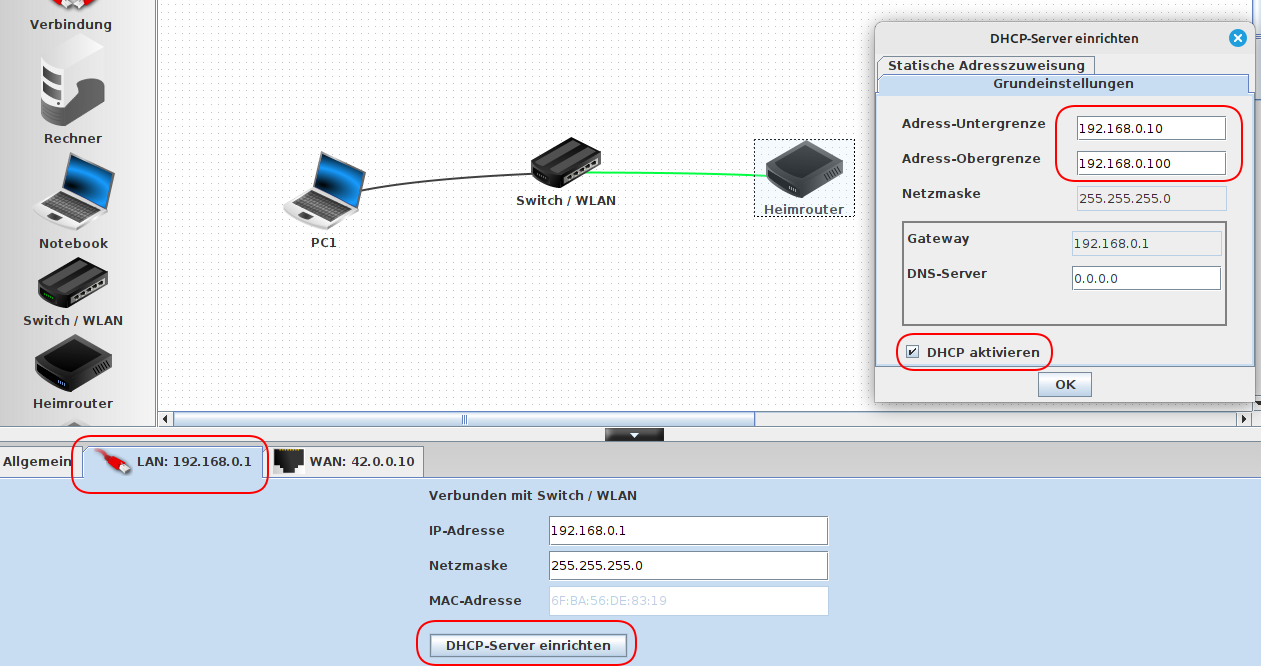 Verbindung
Rechner
Notebook
Switch / WLAN
Heimrouter
PC1
Switch / WLAN
Heimrouter
DHCP-Server einrichten
Statische Adresszuweisung
Grundeinstellungen
Adress-Untergrenze 192.168.0.10
Adress-Obergrenze 192.168.0.100
Netzmaske 255.255.255.0
Gateway 192.168.0.1
DNS-Server 0.0.0.0
DHCP aktivieren
OK
Allgemein LAN: 192.168.0.1 WAN: 42.0.0.10
Verbunden mit Switch / WLAN
IP-Adresse 192.168.0.1
Netzmaske 255.255.255.0
MAC-Adresse 6F:BA:56:DE:83:19
DHCP-Server einrichten